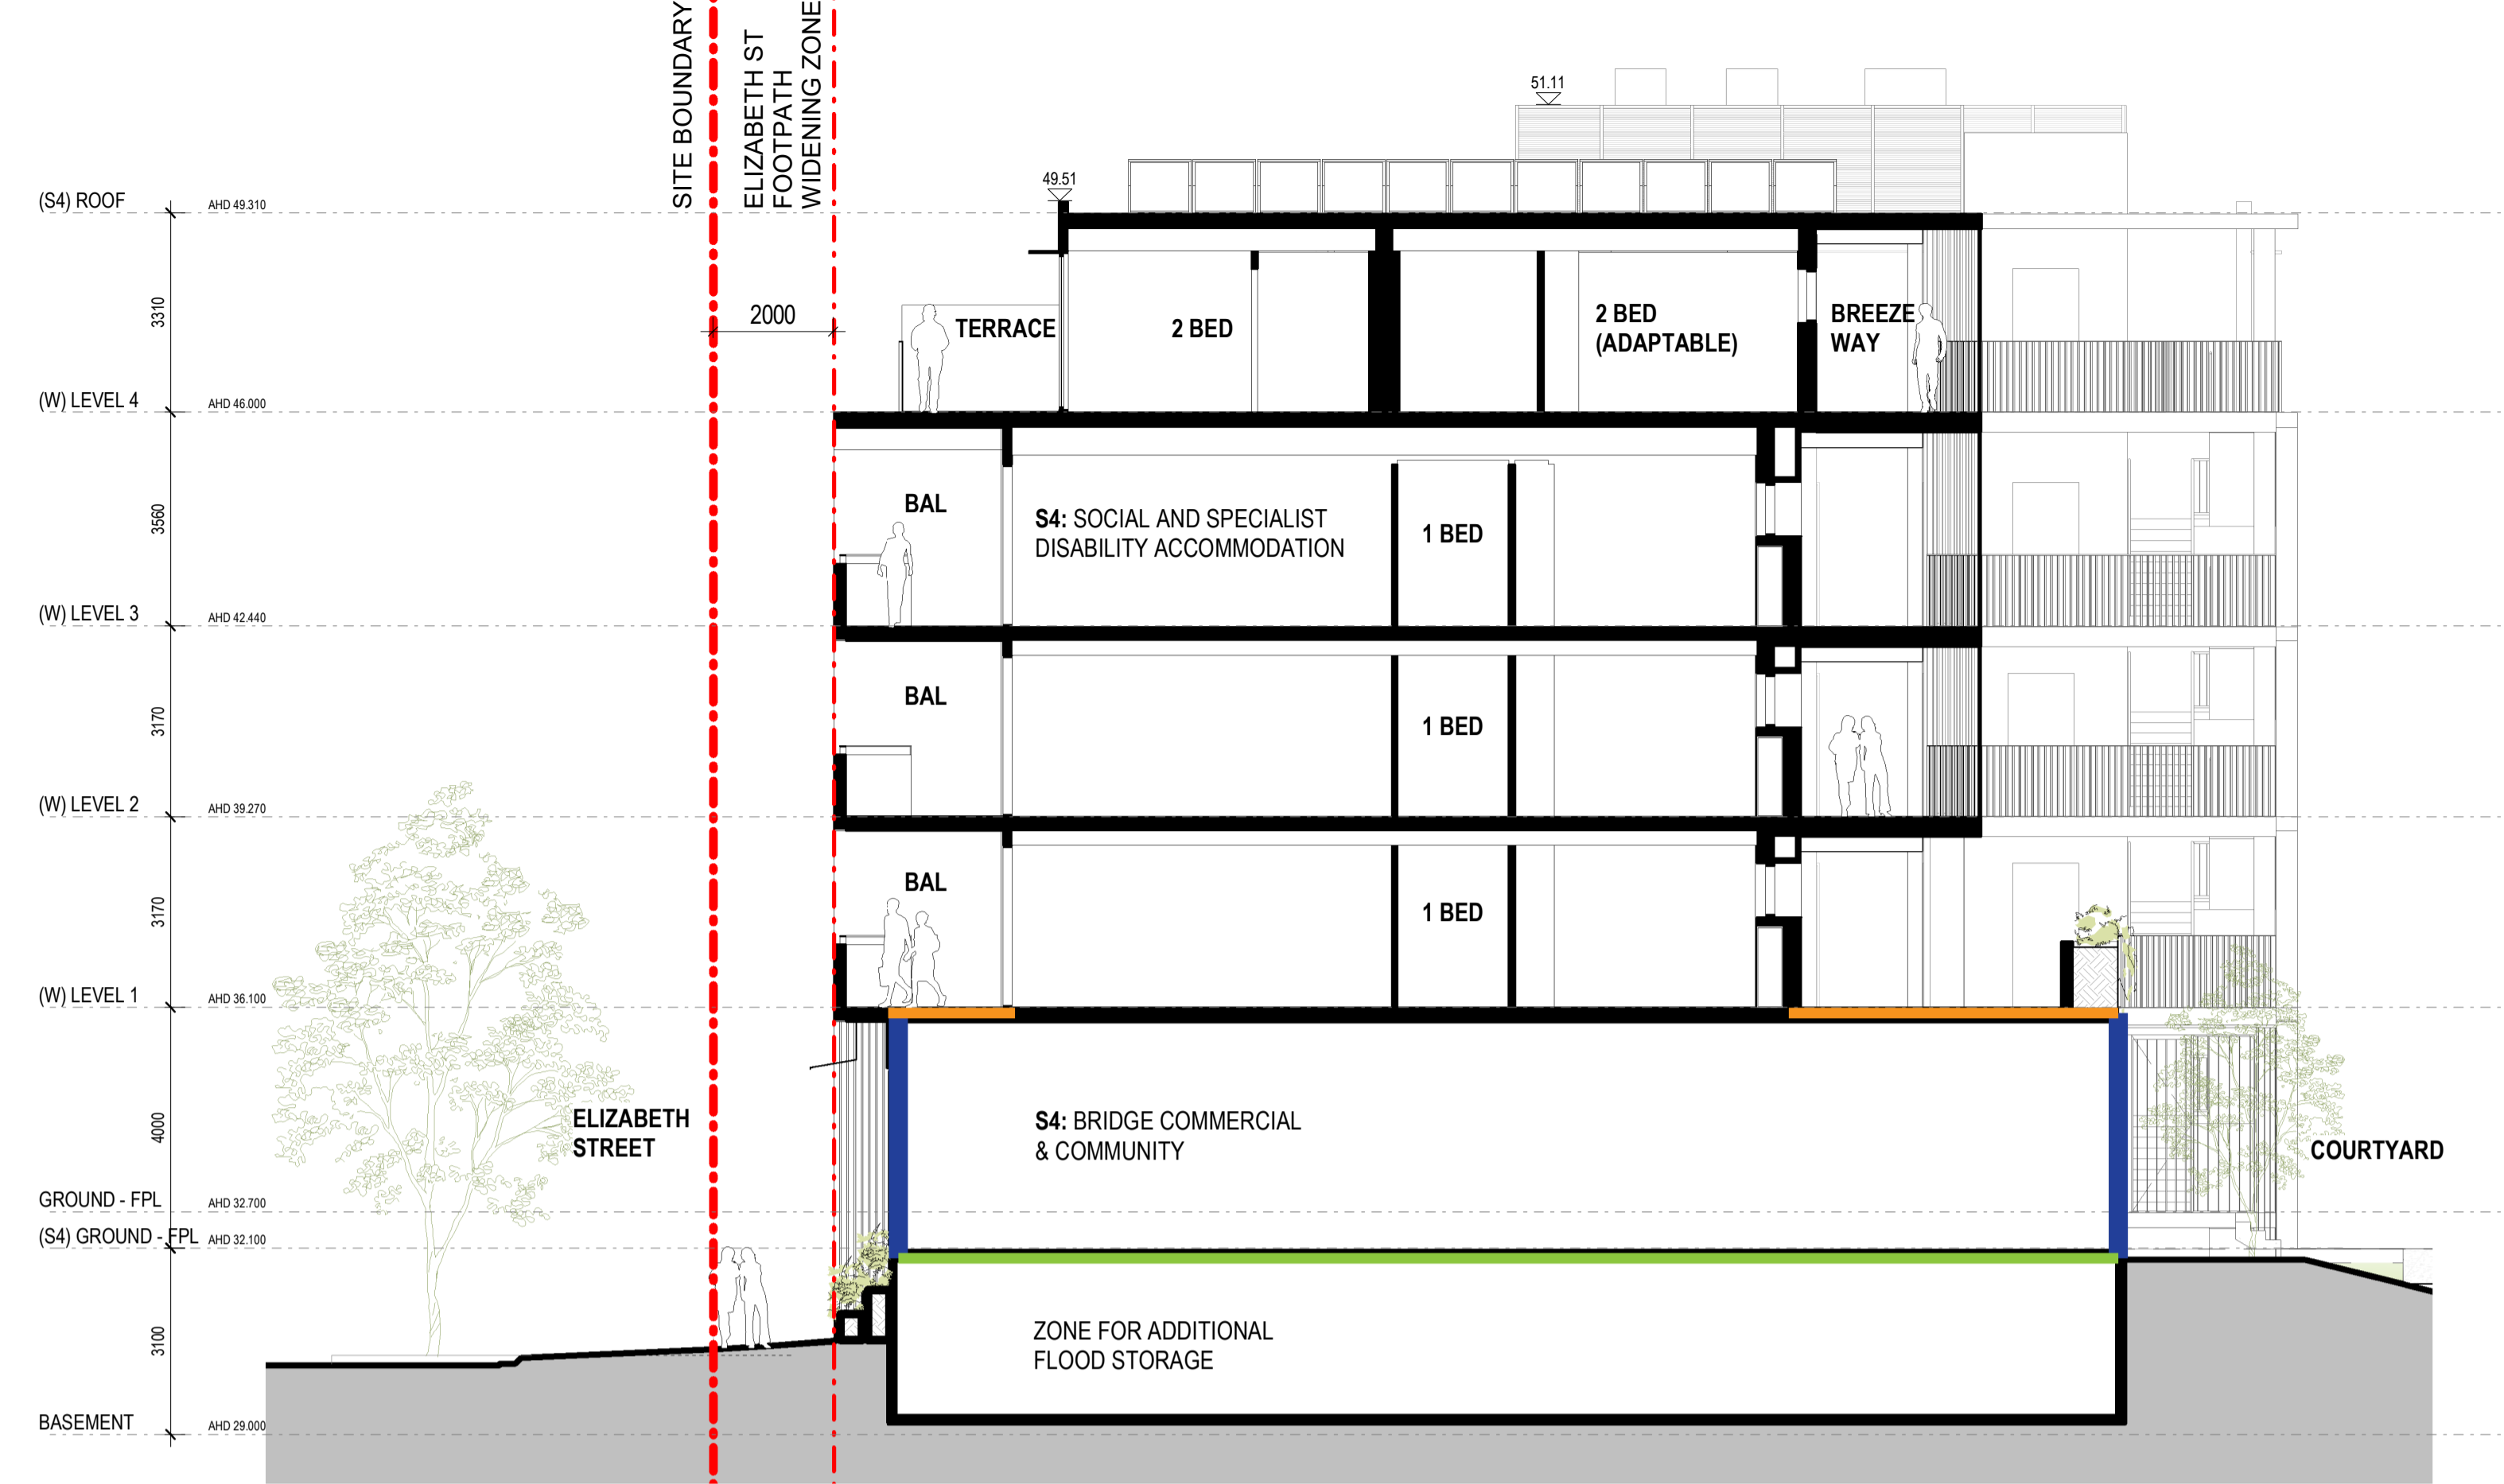 SITE BOUNDARY
ELIZABETH ST
FOOTPATH
WIDENING ZONE
51.11
49.51
(S4) ROOF
AHD 49.310
3310
2000
TERRACE
2 BED
2 BED
(ADAPTABLE)
BREEZE
WAY
(W) LEVEL 4
AHD 46.000
3560
BAL
S4: SOCIAL AND SPECIALIST
DISABILITY ACCOMMODATION
1 BED
(W) LEVEL 3
AHD 42.440
3170
BAL
1 BED
(W) LEVEL 2
AHD 39.270
3170
BAL
1 BED
(W) LEVEL 1
AHD 36.100
4000
ELIZABETH
STREET
S4: BRIDGE COMMERCIAL
& COMMUNITY
COURTYARD
GROUND - FPL
AHD 32.700
(S4) GROUND - FPL
AHD 32.100
3100
ZONE FOR ADDITIONAL
FLOOD STORAGE
BASEMENT
AHD 29.000